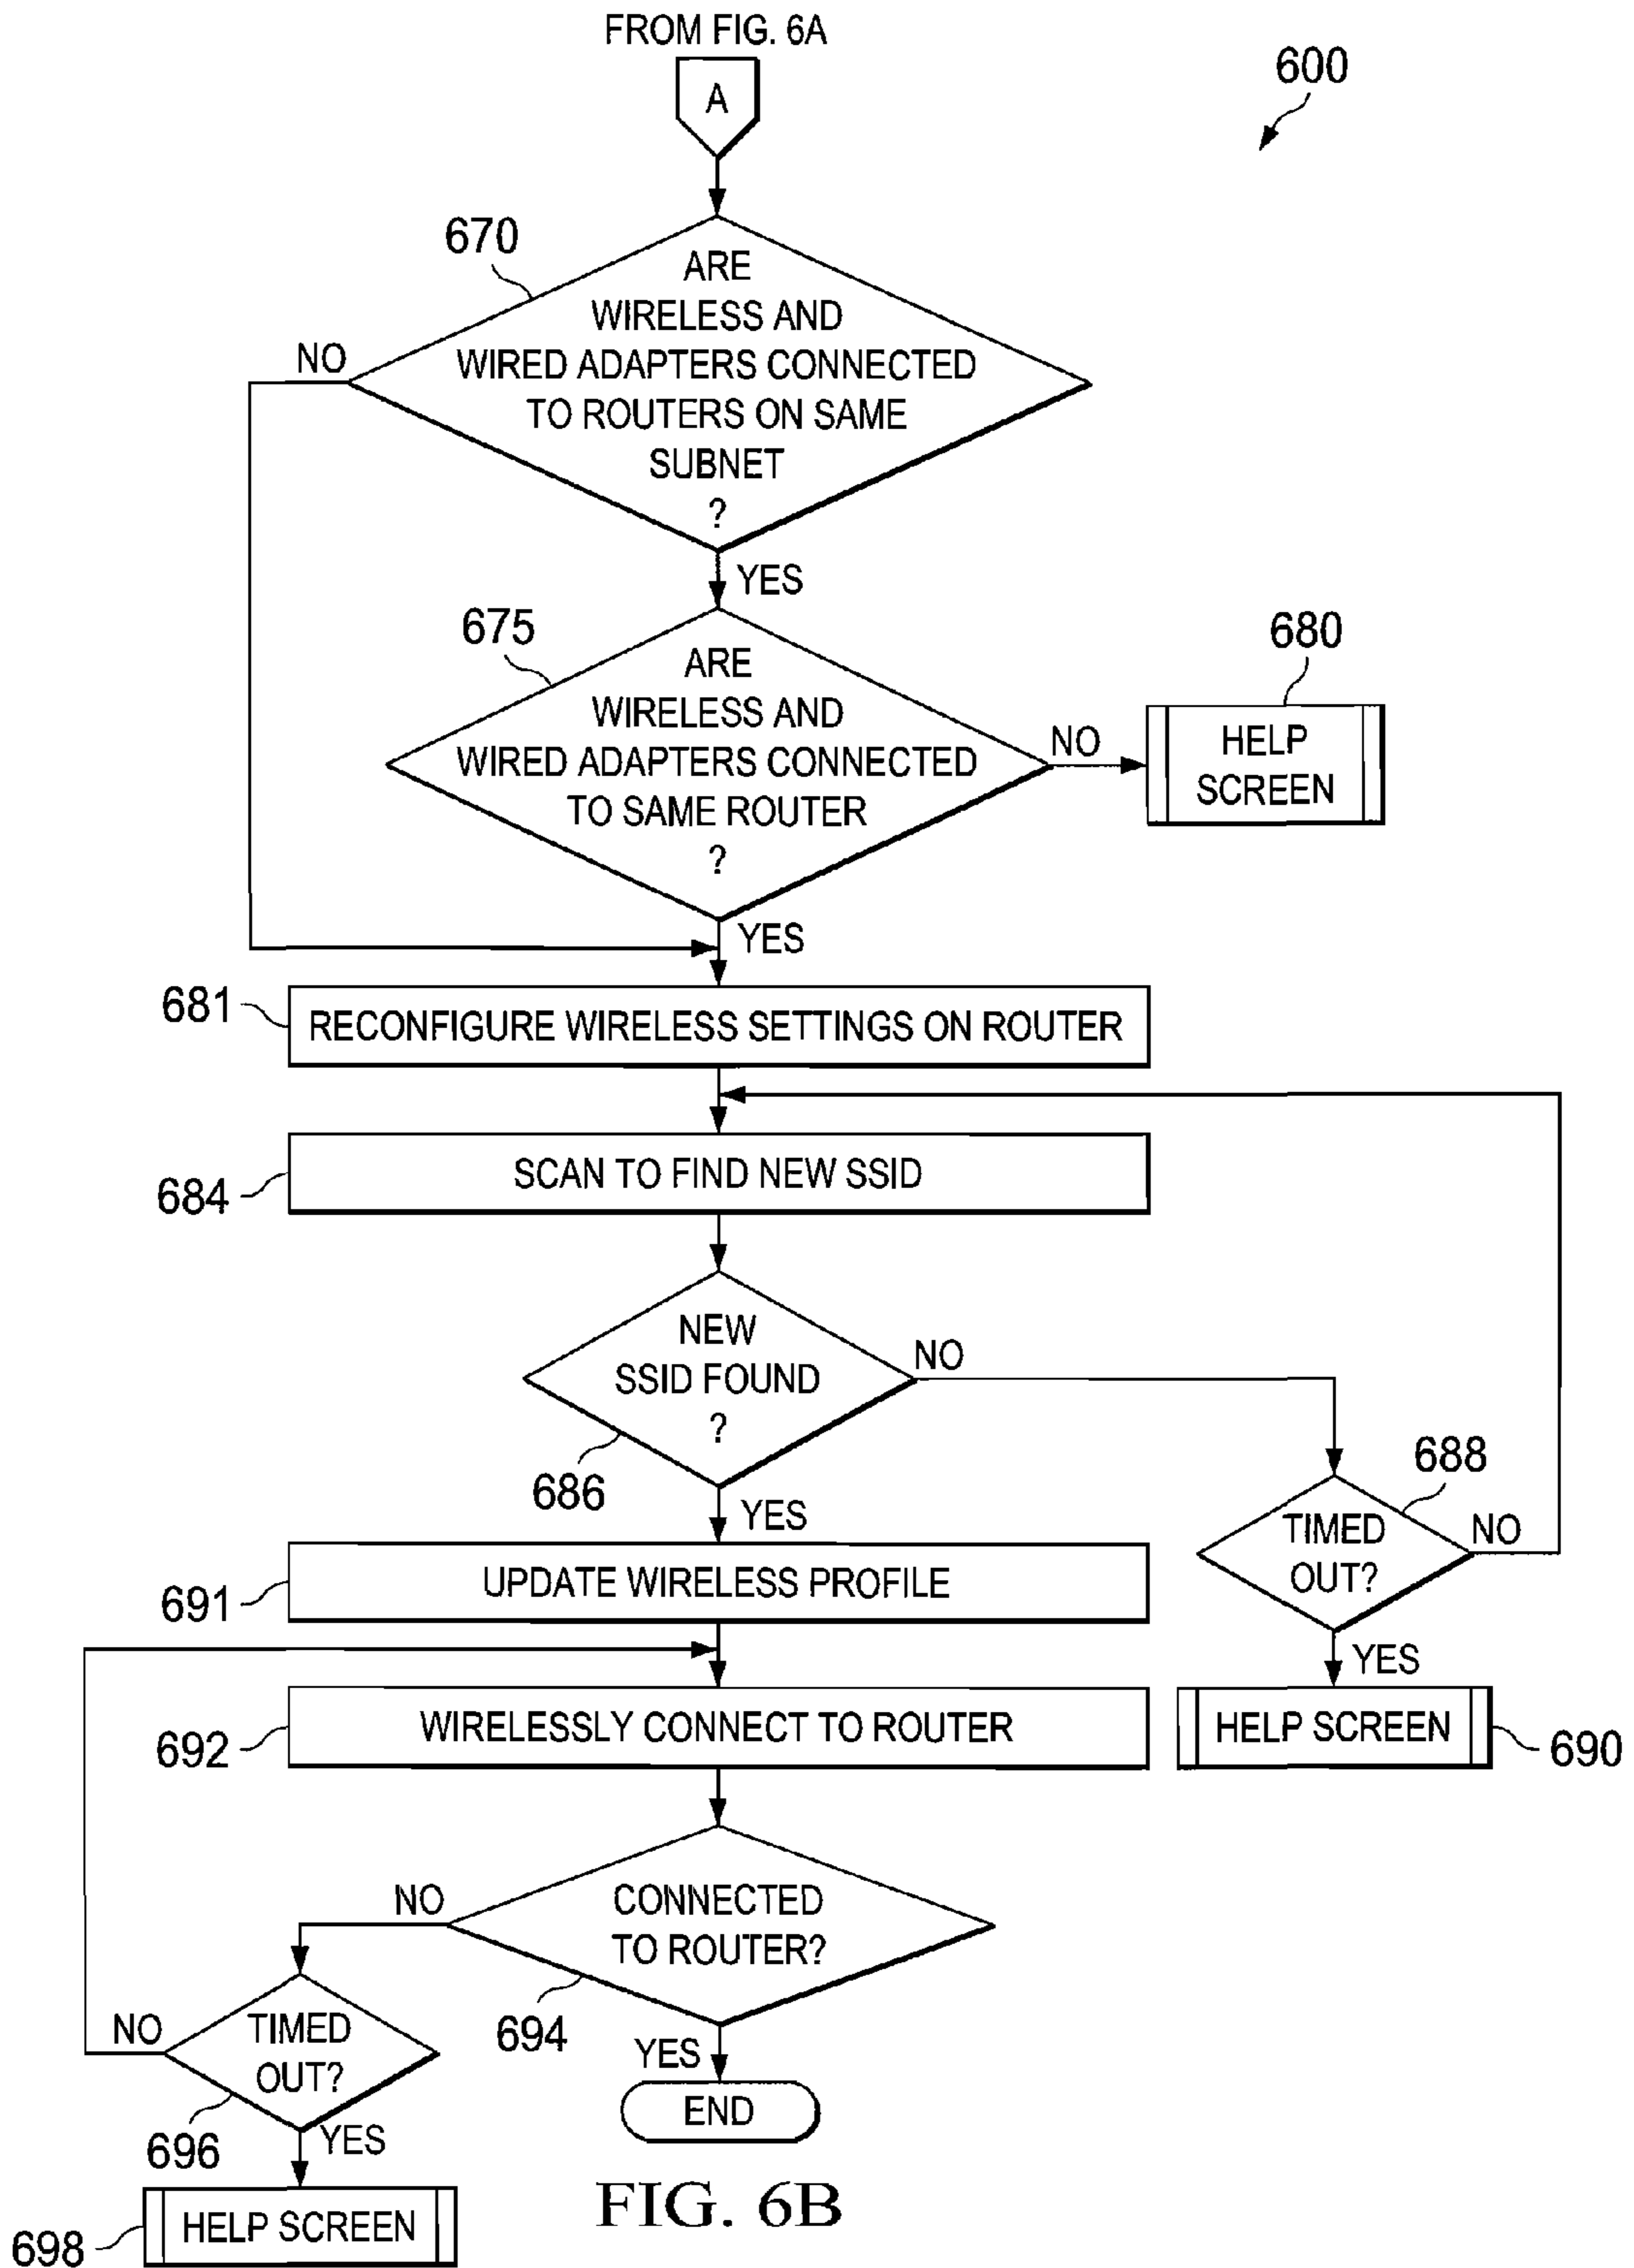 FROM FIG. 6A
A
600
670
ARE
WIRELESS AND
WIRED ADAPTERS CONNECTED
TO ROUTERS ON SAME
SUBNET
?
NO
YES
675
ARE
WIRELESS AND
WIRED ADAPTERS CONNECTED
TO SAME ROUTER
?
NO
680
HELP
SCREEN
YES
681
RECONFIGURE WIRELESS SETTINGS ON ROUTER
684
SCAN TO FIND NEW SSID
NEW
SSID FOUND
?
NO
686
YES
688
TIMED
OUT?
NO
YES
691
UPDATE WIRELESS PROFILE
692
WIRELESSLY CONNECT TO ROUTER
HELP SCREEN
690
CONNECTED
TO ROUTER?
NO
694
YES
END
TIMED
OUT?
NO
696
YES
698
HELP SCREEN
FIG. 6B